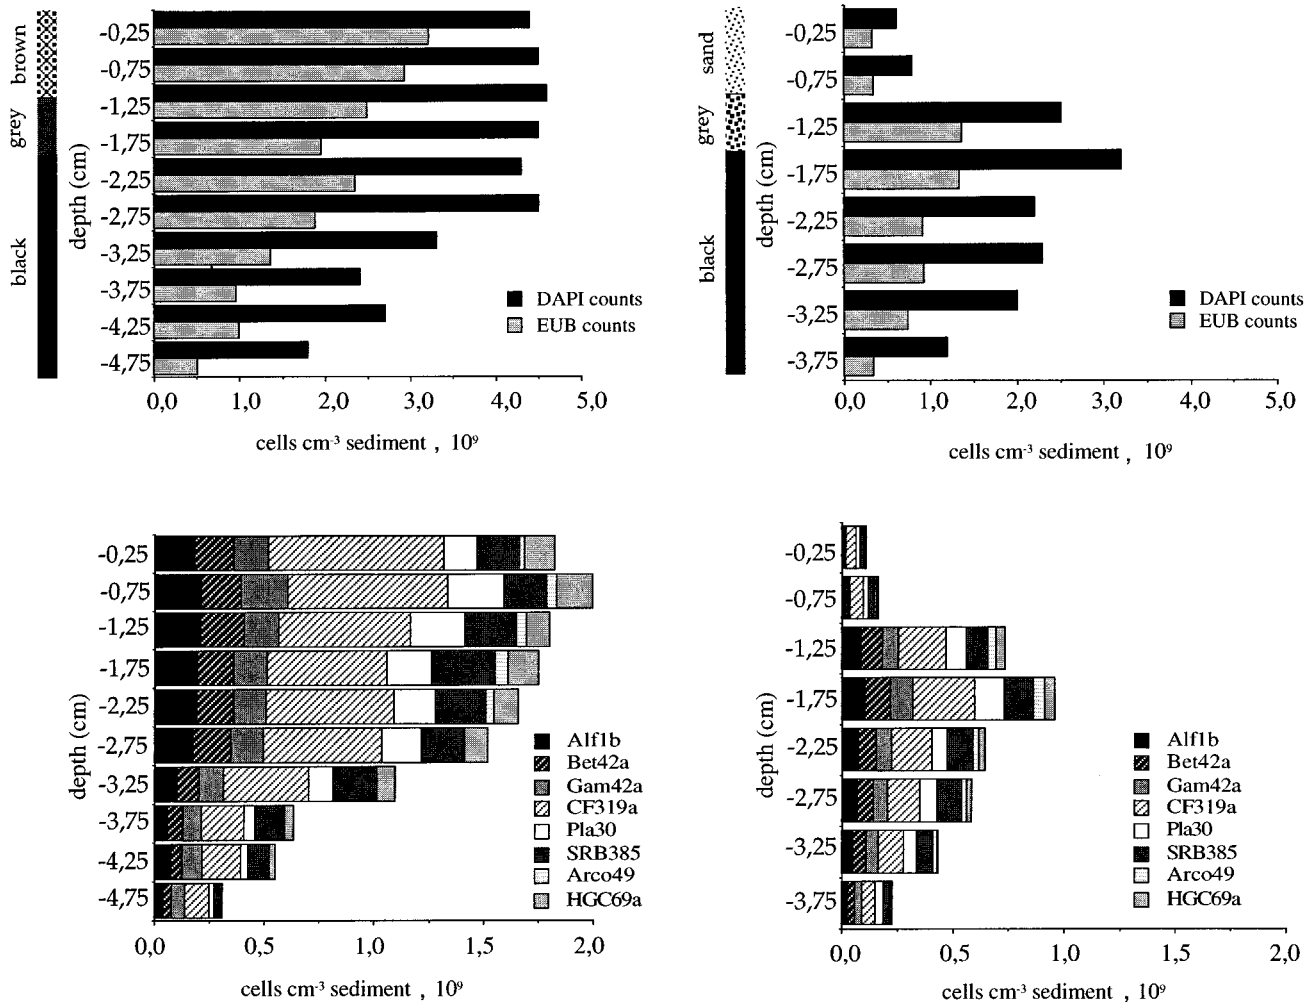 brown
grey
black
depth (cm)
-0,25
-0,75
-1,25
-1,75
-2,25
-2,75
-3,25
-3,75
-4,25
-4,75
DAPI counts
EUB counts
0,0 1,0 2,0 3,0 4,0 5,0
cells cm⁻³ sediment , 10⁹
sand
grey
black
depth (cm)
-0,25
-0,75
-1,25
-1,75
-2,25
-2,75
-3,25
-3,75
DAPI counts
EUB counts
0,0 1,0 2,0 3,0 4,0 5,0
cells cm⁻³ sediment , 10⁹
depth (cm)
-0,25
-0,75
-1,25
-1,75
-2,25
-2,75
-3,25
-3,75
-4,25
-4,75
Alf1b
Bet42a
Gam42a
CF319a
Pla30
SRB385
Arco49
HGC69a
0,0 0,5 1,0 1,5 2,0
cells cm⁻³ sediment , 10⁹
depth (cm)
-0,25
-0,75
-1,25
-1,75
-2,25
-2,75
-3,25
-3,75
Alf1b
Bet42a
Gam42a
CF319a
Pla30
SRB385
Arco49
HGC69a
0,0 0,5 1,0 1,5 2,0
cells cm⁻³ sediment , 10⁹